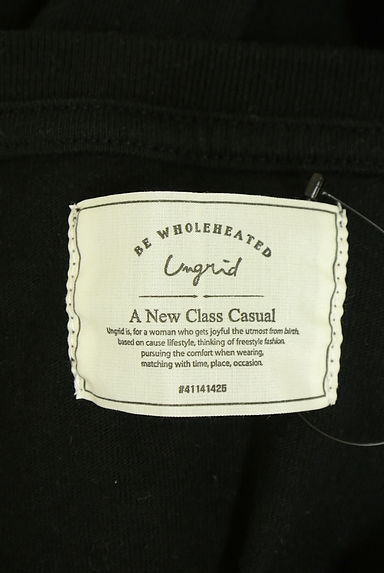 BE WHOLEHEATED
Ungrid
A New Class Casual
Ungrid is, for a woman who gets joyful the utmost from birth,
based on cause lifestyle, thinking of freestyle fashion.
pursuing the comfort when wearing,
matching with time, place, occasion.
#41141425